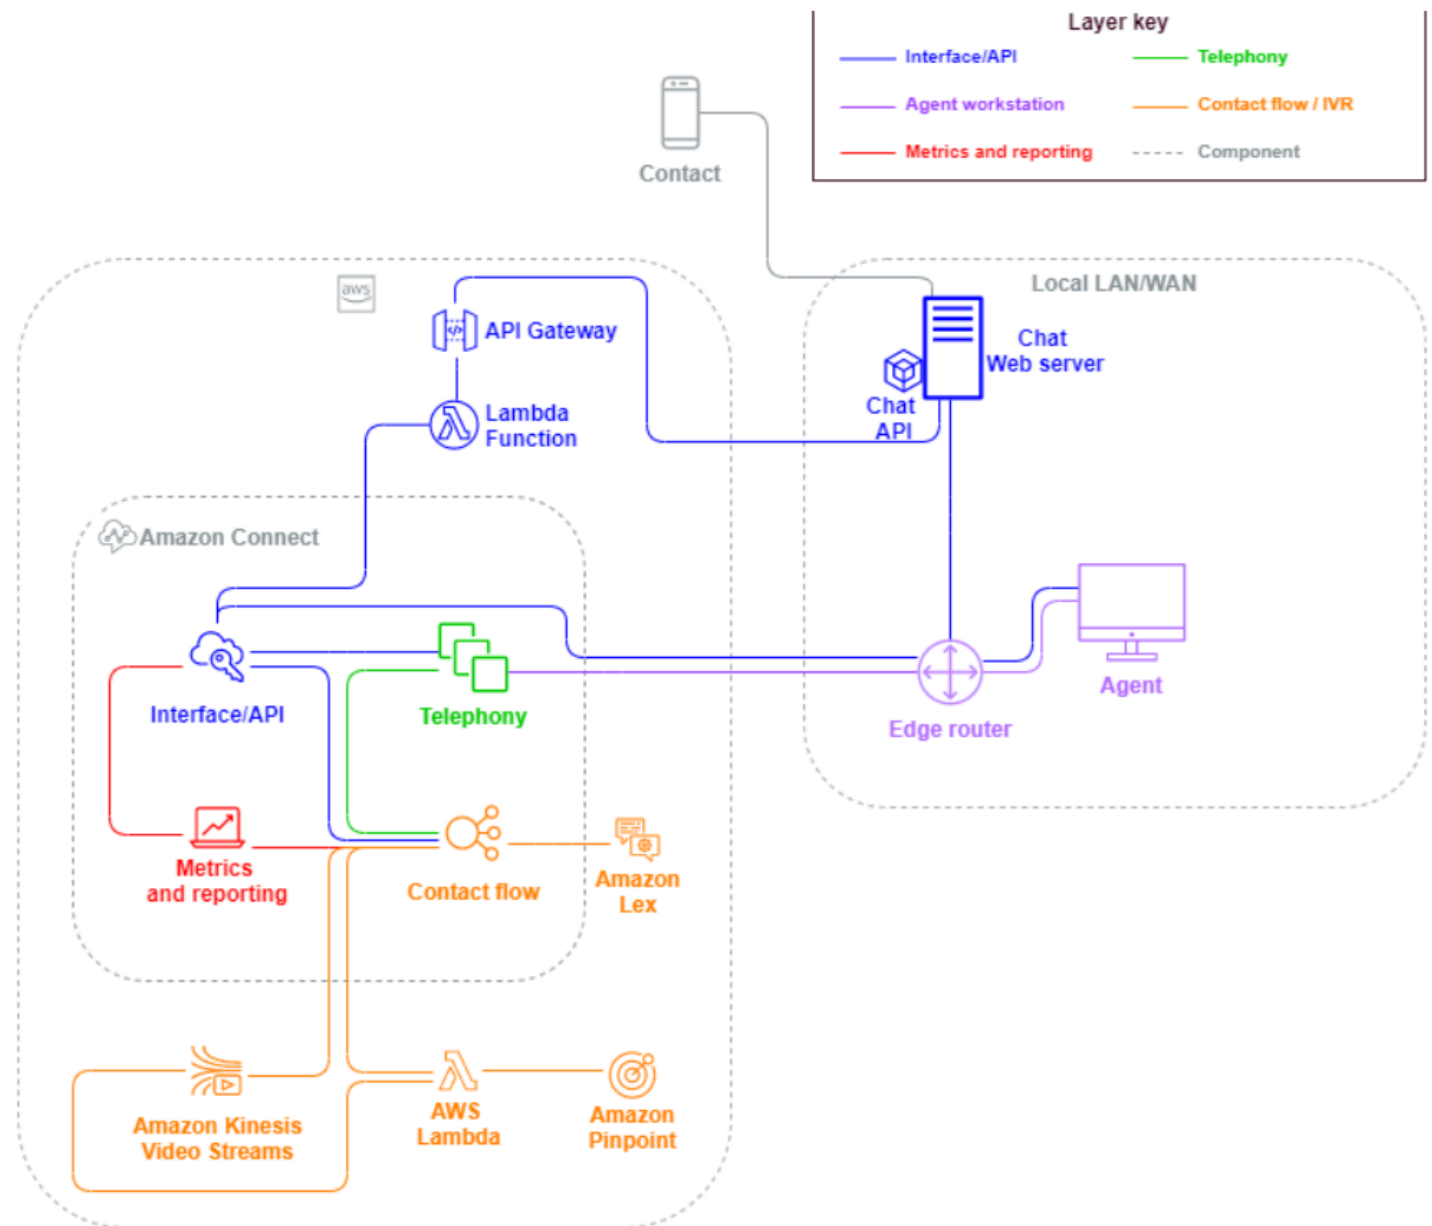 Layer key
Interface/API
Telephony
Agent workstation
Contact flow / IVR
Metrics and reporting
Component
Contact
aws
Local LAN/WAN
API Gateway
Chat
Web server
Lambda
Function
Chat
API
Amazon Connect
Interface/API
Telephony
Agent
Edge router
Metrics
and reporting
Contact flow
Amazon
Lex
Amazon Kinesis
Video Streams
AWS
Lambda
Amazon
Pinpoint